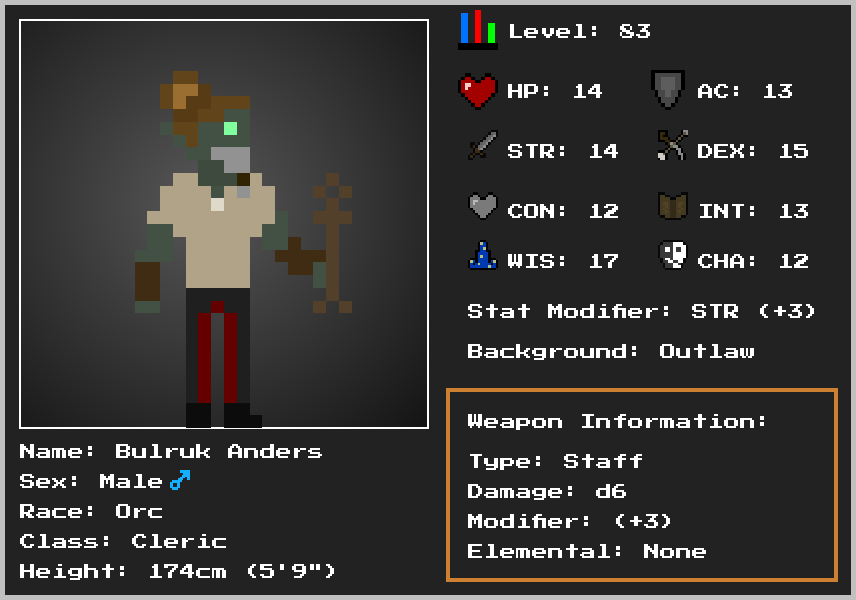 Level: 83
HP: 14
AC: 13
STR: 14
DEX: 15
CON: 12
INT: 13
WIS: 17
CHA: 12
Stat Modifier: STR (+3)
Background: Outlaw
Weapon Information:
Type: Staff
Damage: d6
Modifier: (+3)
Elemental: None
Name: Bulruk Anders
Sex: Male♂
Race: Orc
Class: Cleric
Height: 174cm (5'9")